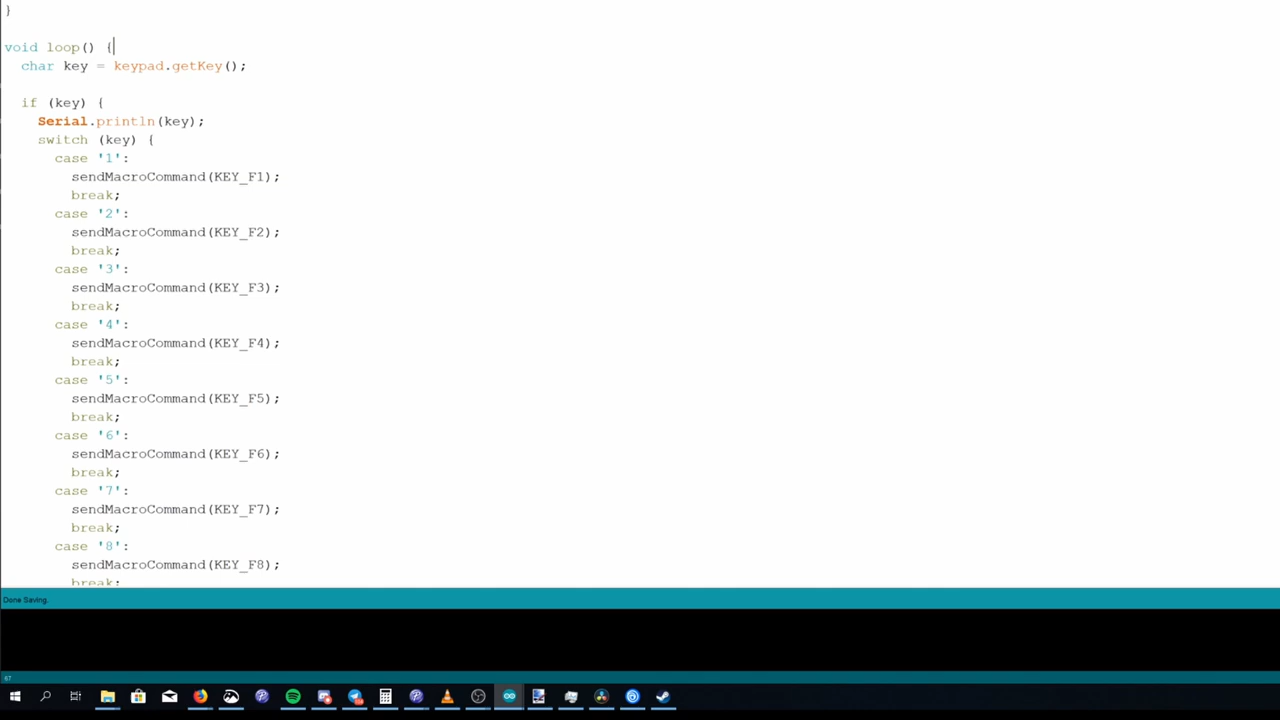 }
void loop() {
char key = keypad.getKey();
if (key) {
Serial.println(key);
switch (key) {
case '1':
sendMacroCommand(KEY_F1);
break;
case '2':
sendMacroCommand(KEY_F2);
break;
case '3':
sendMacroCommand(KEY_F3);
break;
case '4':
sendMacroCommand(KEY_F4);
break;
case '5':
sendMacroCommand(KEY_F5);
break;
case '6':
sendMacroCommand(KEY_F6);
break;
case '7':
sendMacroCommand(KEY_F7);
break;
case '8':
sendMacroCommand(KEY_F8);
break;
Done Saving.
67